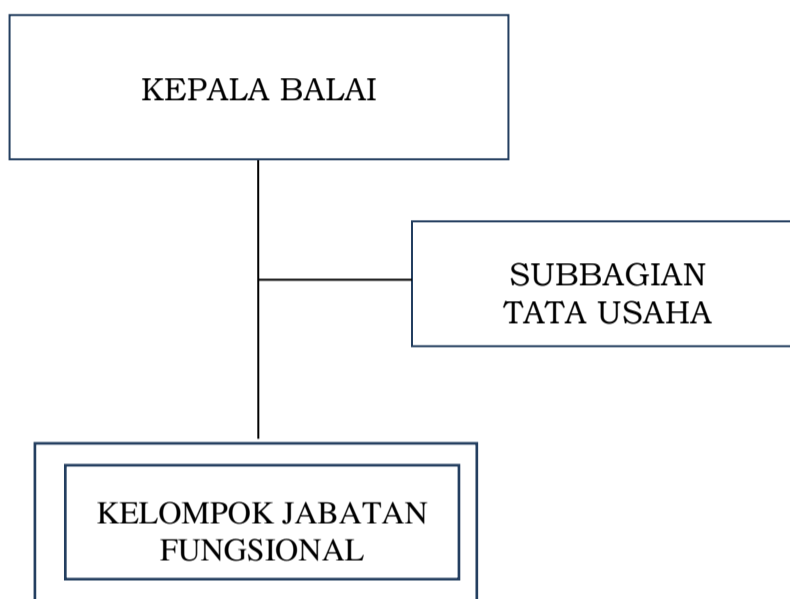 KEPALA BALAI
SUBBAGIAN
TATA USAHA
KELOMPOK JABATAN
FUNGSIONAL